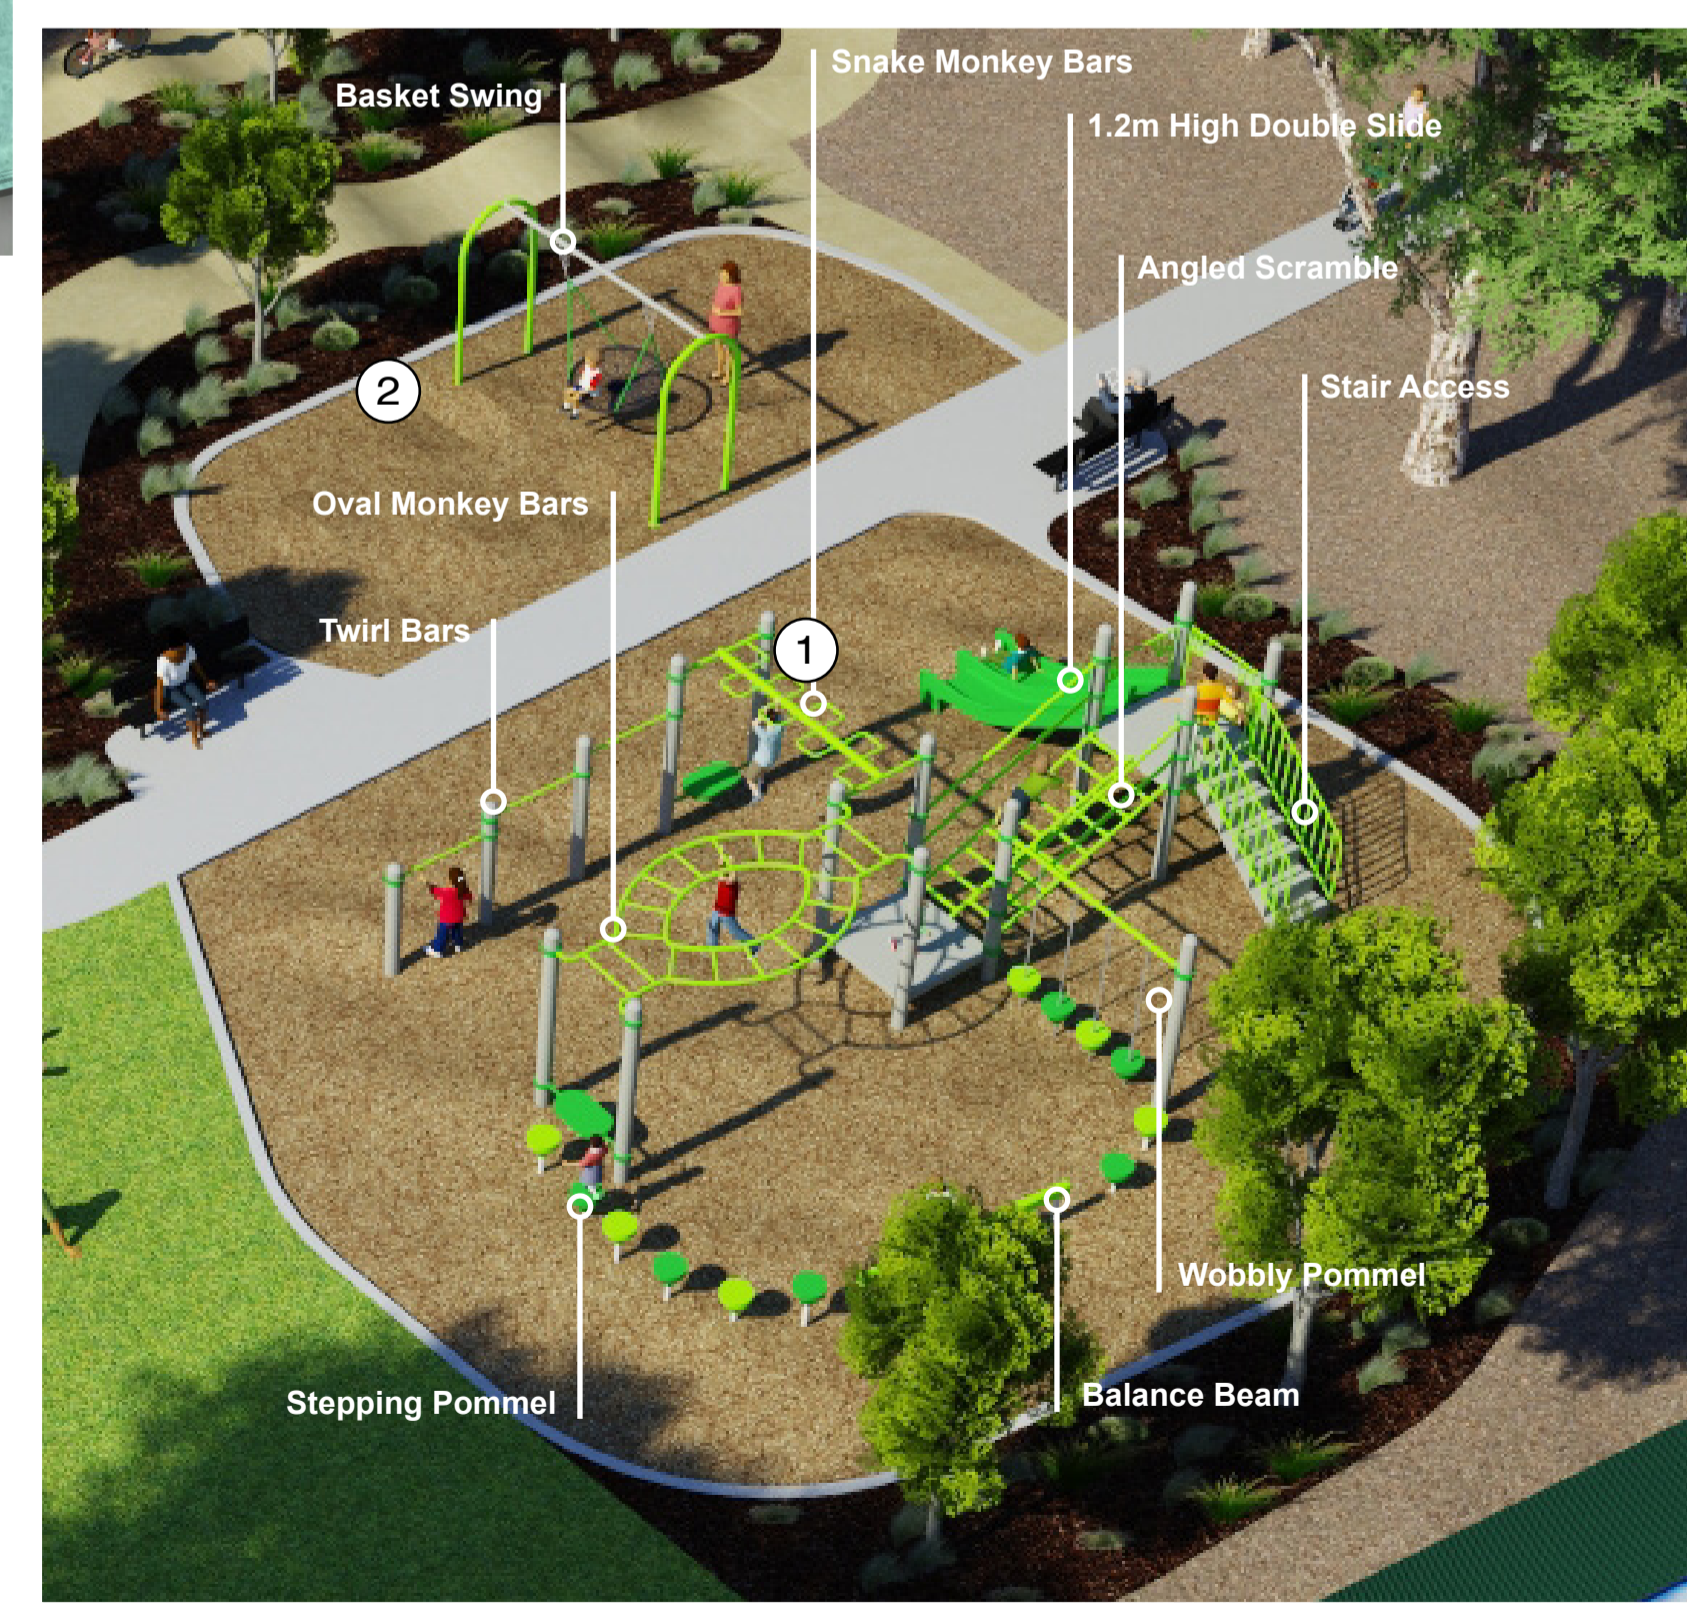 Snake Monkey Bars
Basket Swing
1.2m High Double Slide
Angled Scramble
Stair Access
2
Oval Monkey Bars
Twirl Bars
1
Wobbly Pommel
Stepping Pommel
Balance Beam